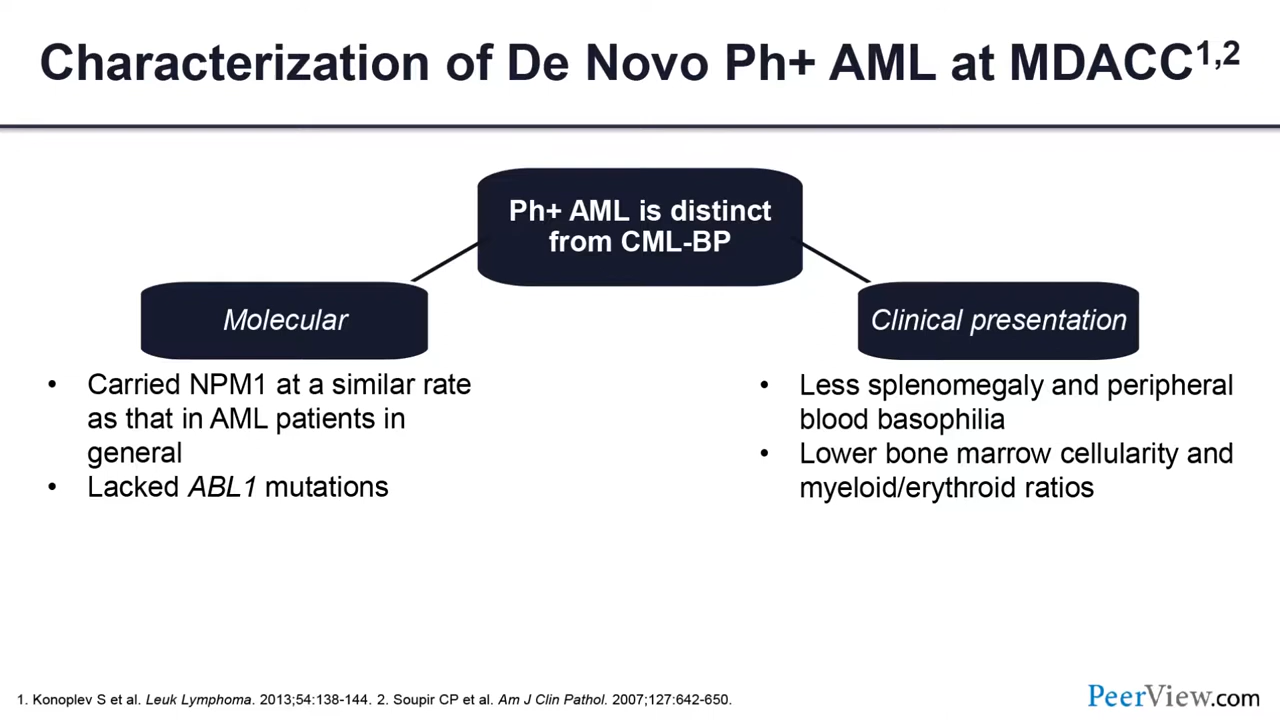 Characterization of De Novo Ph+ AML at MDACC1,2
Ph+ AML is distinct
from CML-BP
Molecular
• Carried NPM1 at a similar rate
as that in AML patients in
general
• Lacked ABL1 mutations
Clinical presentation
• Less splenomegaly and peripheral
blood basophilia
• Lower bone marrow cellularity and
myeloid/erythroid ratios
1. Konoplev S et al. Leuk Lymphoma. 2013;54:138-144. 2. Soupir CP et al. Am J Clin Pathol. 2007;127:642-650.
PeerView.com